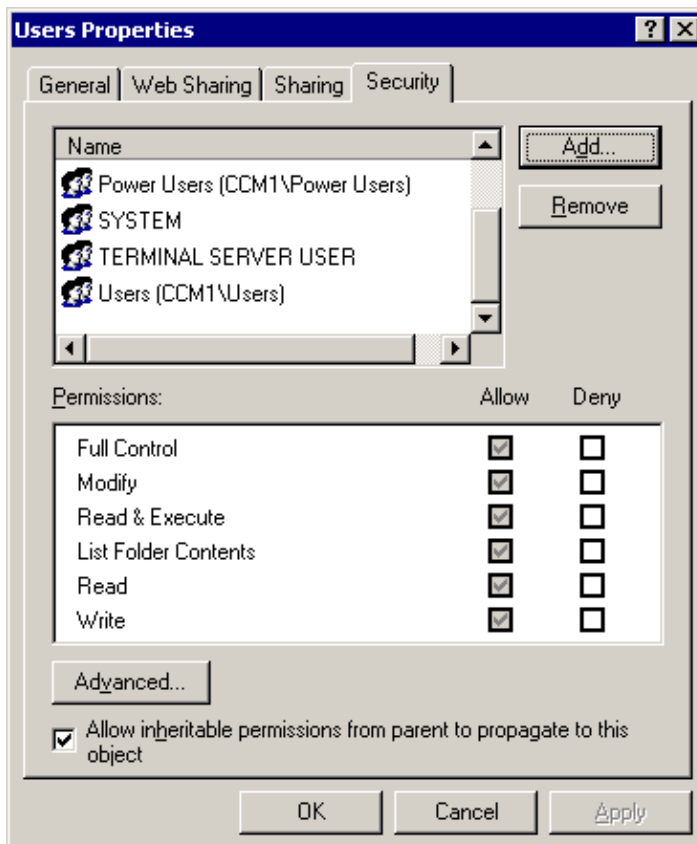 Users Properties
General Web Sharing Sharing Security
Name
Add...
Power Users (CCM1\Power Users)
Remove
SYSTEM
TERMINAL SERVER USER
Users (CCM1\Users)
Permissions: Allow Deny
Full Control
Modify
Read & Execute
List Folder Contents
Read
Write
Advanced...
Allow inheritable permissions from parent to propagate to this
object
OK Cancel Apply